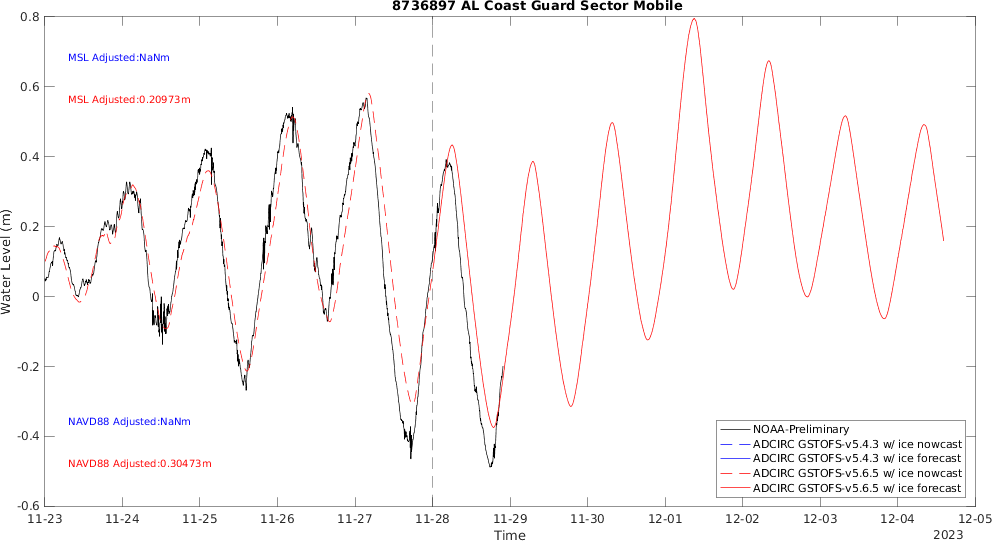 8736897 AL Coast Guard Sector Mobile
0.8
0.6
0.4
0.2
0
-0.2
-0.4
-0.6
Water Level (m)
MSL Adjusted:NaNm
MSL Adjusted:0.20973m
NAVD88 Adjusted:NaNm
NAVD88 Adjusted:0.30473m
NOAA-Preliminary
ADCIRC GSTOFS-v5.4.3 w/ ice nowcast
ADCIRC GSTOFS-v5.4.3 w/ ice forecast
ADCIRC GSTOFS-v5.6.5 w/ ice nowcast
ADCIRC GSTOFS-v5.6.5 w/ ice forecast
11-23 11-24 11-25 11-26 11-27 11-28 11-29 11-30 12-01 12-02 12-03 12-04 12-05
Time
2023